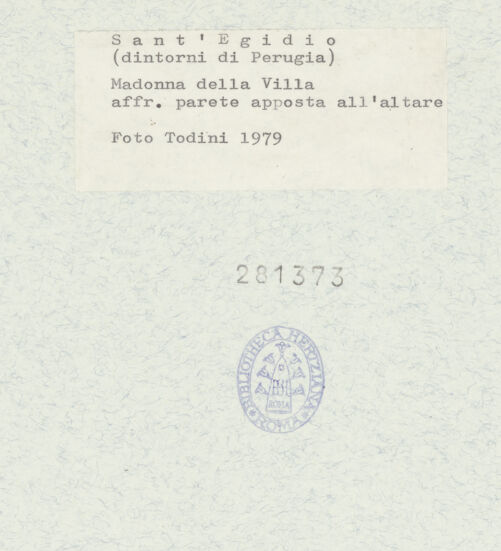 Sant'Egidio
(dintorni di Perugia)
Madonna della Villa
affr. parete apposta all'altare
Foto Todini 1979
281373
BIBLIOTHECA HERTZIANA
ROMA
ROMA